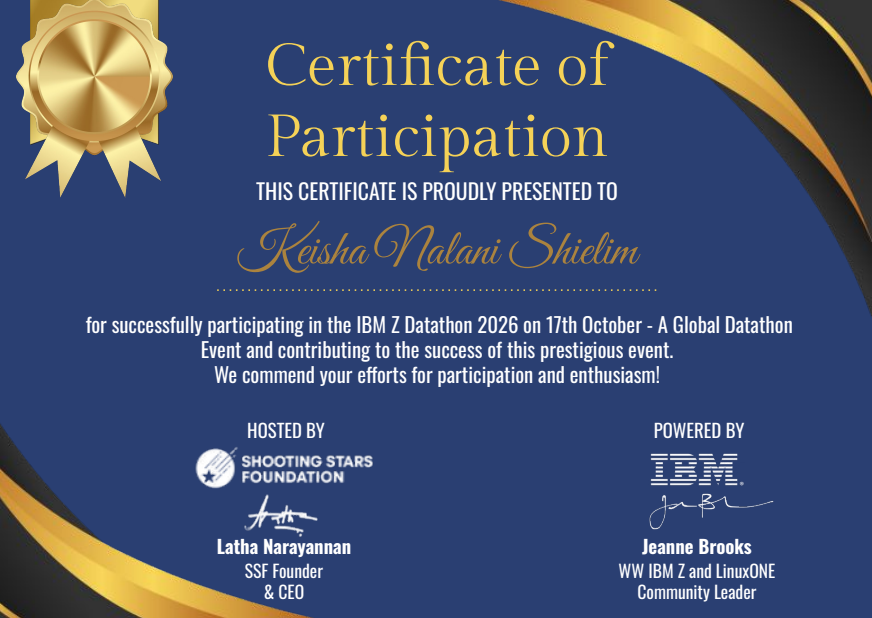 Certificate of
Participation
THIS CERTIFICATE IS PROUDLY PRESENTED TO
Keisha Nalani Shielim
for successfully participating in the IBM Z Datathon 2026 on 17th October - A Global Datathon
Event and contributing to the success of this prestigious event.
We commend your efforts for participation and enthusiasm!
HOSTED BY
SHOOTING STARS
FOUNDATION
Latha Narayannan
SSF Founder
& CEO
POWERED BY
IBM
Jeanne Brooks
WW IBM Z and LinuxONE
Community Leader